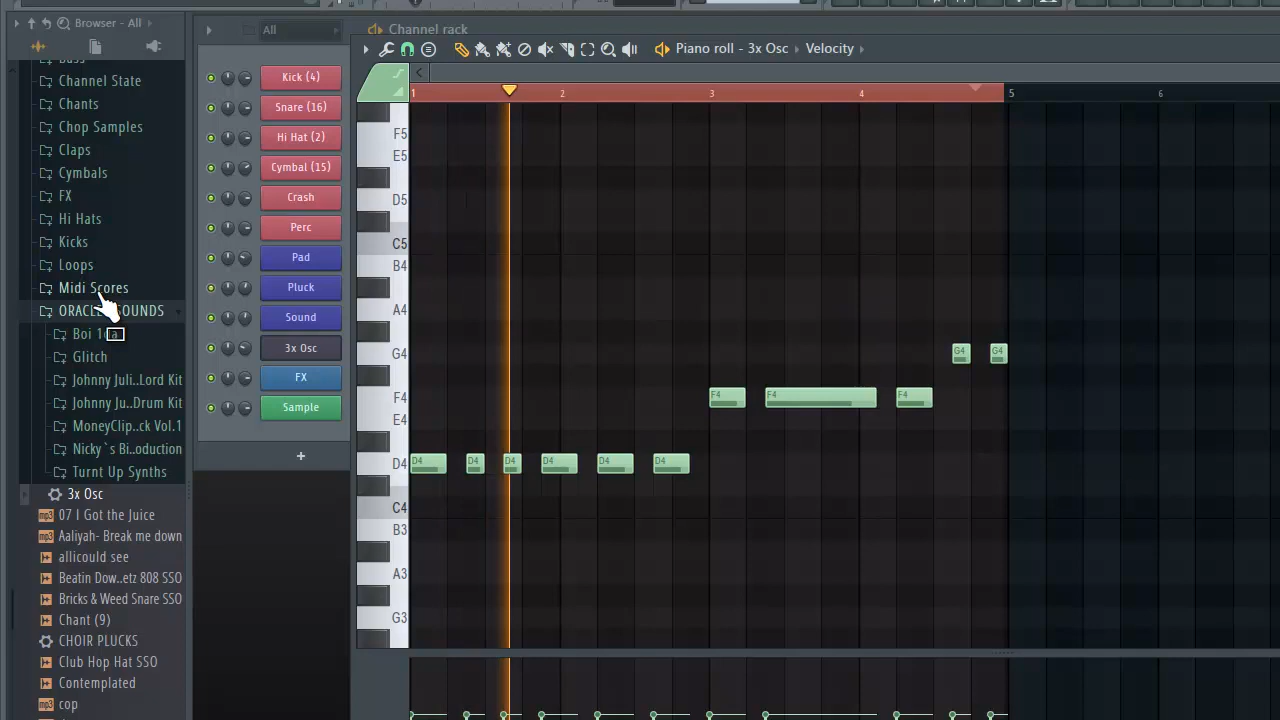 Browser - All
Channel State
Chants
Chop Samples
Claps
Cymbals
FX
Hi Hats
Kicks
Loops
Midi Scores
SOUNDS
Glitch
Johnny Juli..Lord Kit
Johnny Ju..Drum Kit
MoneyClip..ck Vol.1
Nicky`s Bi..oduction
Turnt Up Synths
3x Osc
07 I Got the Juice
Aaliyah- Break me down
allicould see
Beatin Dow..etz 808 SSO
Bricks & Weed Snare SSO
Chant (9)
CHOIR PLUCKS
Club Hop Hat SSO
Contemplated
cop
All
Channel rack
Kick (4)
Snare (16)
Hi Hat (2)
Cymbal (15)
Crash
Perc
Pad
Pluck
Sound
3x Osc
FX
Sample
+
Piano roll - 3x Osc
Velocity
1 2 3 4 5 6
F5
E5
D5
C5
B4
A4
G4 G4 G4
F4 F4 F4 F4
E4
D4 D4 D4 D4 D4 D4 D4
C4
B3
A3
G3